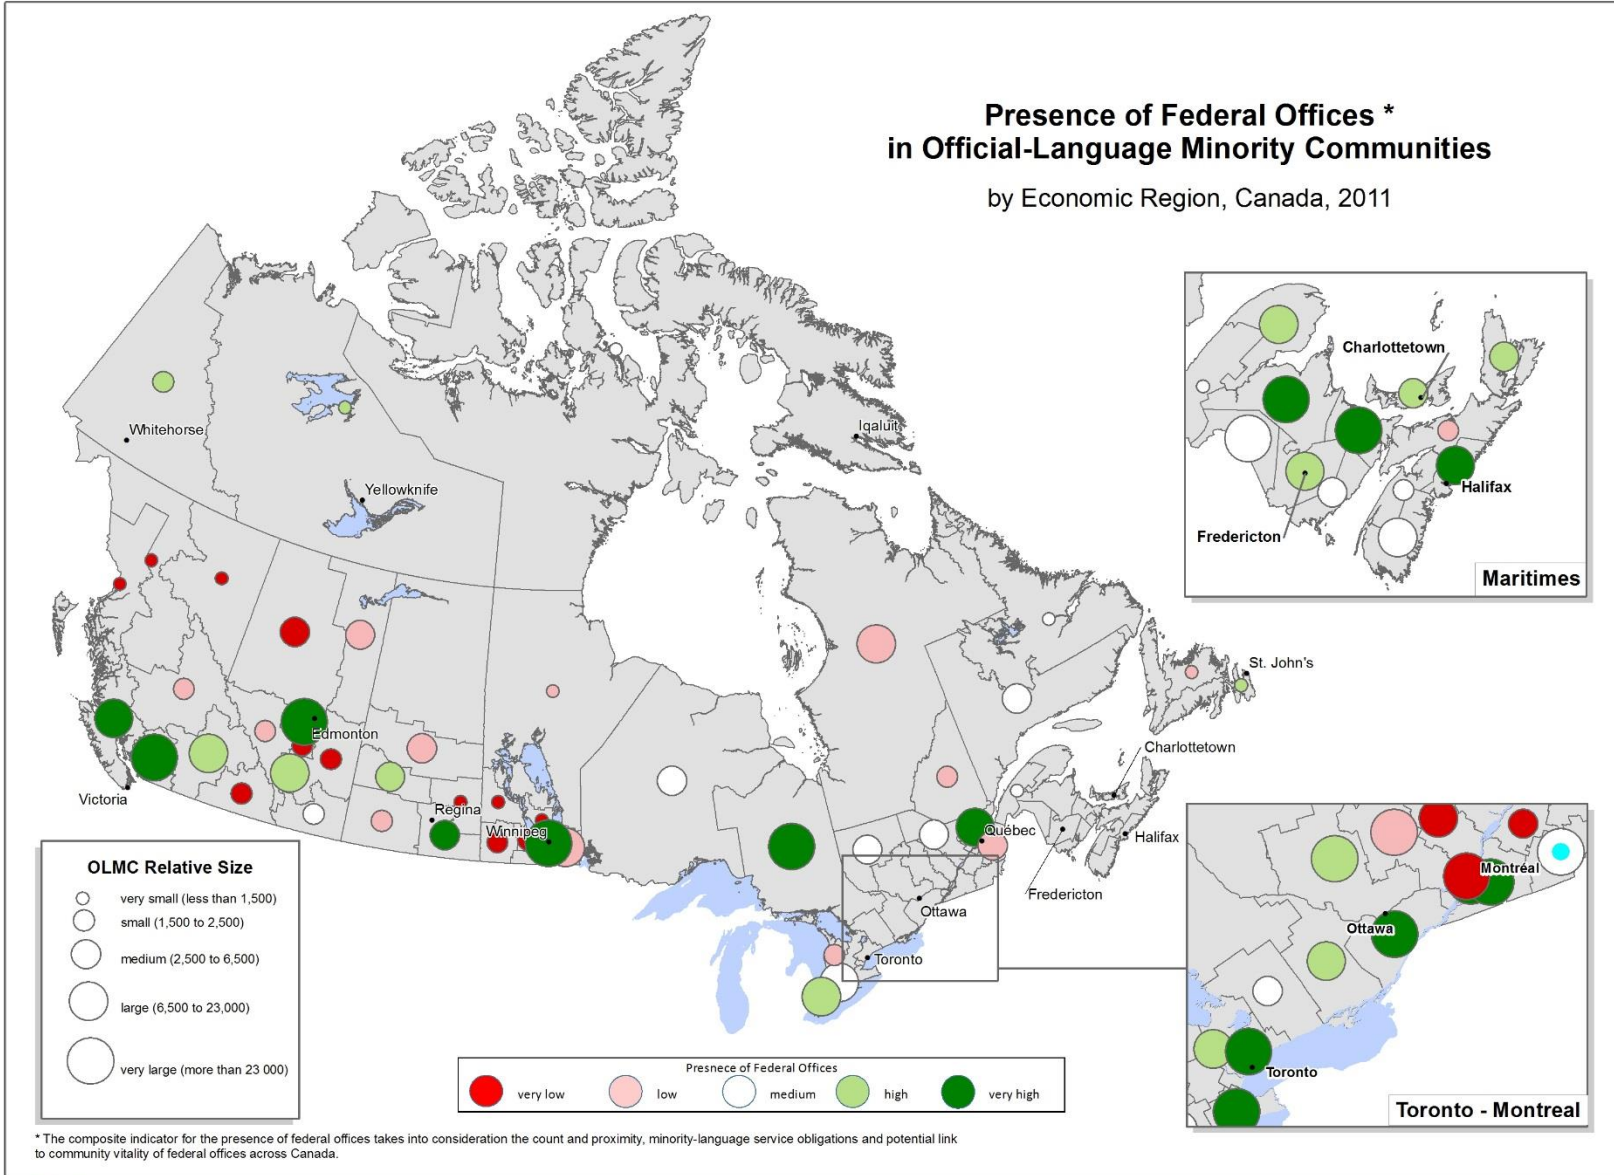 Presence of Federal Offices *
in Official-Language Minority Communities
by Economic Region, Canada, 2011
Charlottetown
Halifax
Fredericton
Maritimes
Whitehorse
Iqaluit
Yellowknife
St. John's
Edmonton
Charlottetown
Victoria
Regina
Winnipeg
Québec
Halifax
Fredericton
Ottawa
Toronto
Montréal
Ottawa
Toronto
Toronto - Montreal
OLMC Relative Size
very small (less than 1,500)
small (1,500 to 2,500)
medium (2,500 to 6,500)
large (6,500 to 23,000)
very large (more than 23 000)
Presnece of Federal Offices
very low
low
medium
high
very high
* The composite indicator for the presence of federal offices takes into consideration the count and proximity, minority-language service obligations and potential link
to community vitality of federal offices across Canada.